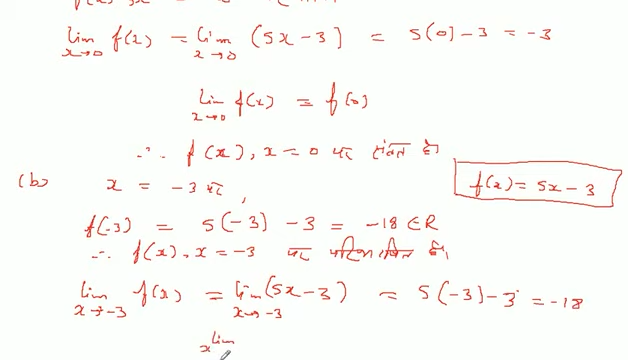 lim x→0 f(x) = lim x→0 (5x-3) = 5(0)-3 = -3
lim x→0 f(x) = f(0)
∴ f(x), x = 0 पर संतत है।
(b) x = -3 पर,
f(x) = 5x-3
f(-3) = 5(-3) -3 = -18 ∈ R
∴ f(x), x = -3 पर परिभाषित है।
lim x→-3 f(x) = lim x→-3 (5x-3) = 5(-3)-3 = -18
lim x